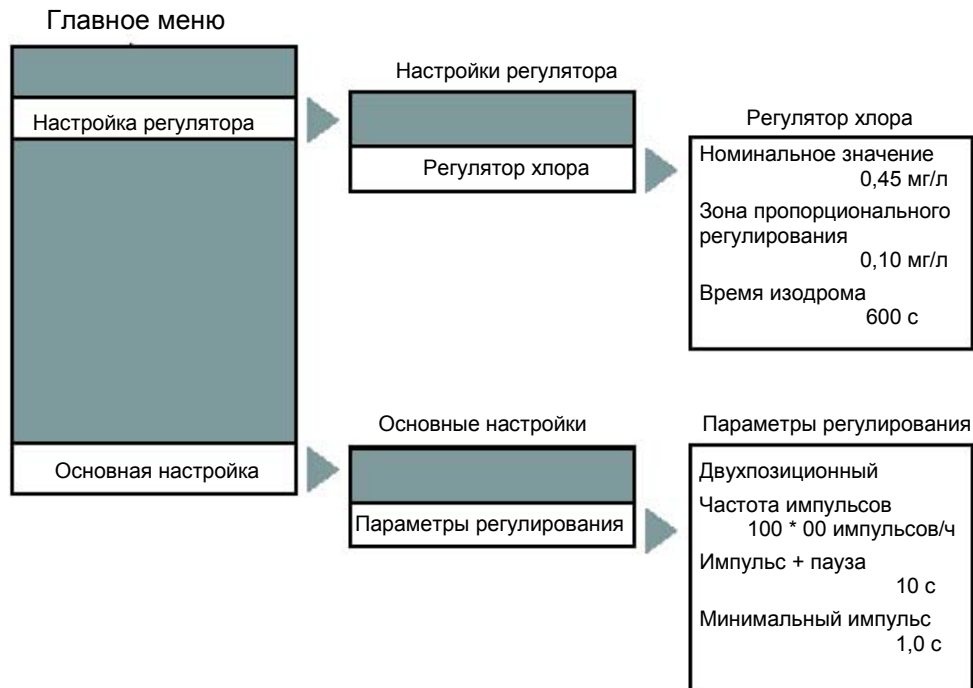 Главное меню
Настройка регулятора
Основная настройка
Настройки регулятора
Регулятор хлора
Регулятор хлора
Номинальное значение
0,45 мг/л
Зона пропорционального
регулирования
0,10 мг/л
Время изодрома
600 с
Основные настройки
Параметры регулирования
Параметры регулирования
Двухпозиционный
Частота импульсов
100 * 00 импульсов/ч
Импульс + пауза
10 с
Минимальный импульс
1,0 с